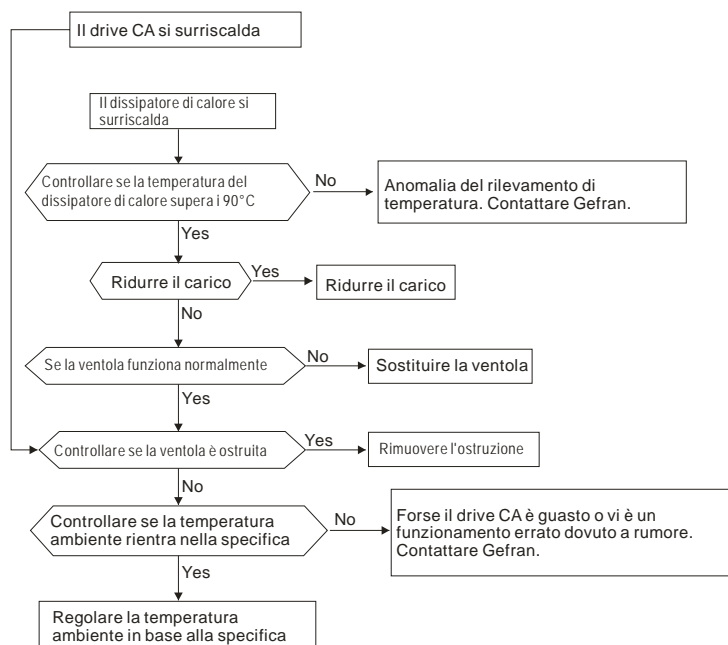 Il drive CA si surriscalda
Il dissipatore di calore si
surriscalda
Controllare se la temperatura del
dissipatore di calore supera i 90°C
No
Anomalia del rilevamento di
temperatura. Contattare Gefran.
Yes
Ridurre il carico
Yes
Ridurre il carico
No
Se la ventola funziona normalmente
No
Sostituire la ventola
Yes
Controllare se la ventola è ostruita
Yes
Rimuovere l'ostruzione
No
Controllare se la temperatura
ambiente rientra nella specifica
No
Forse il drive CA è guasto o vi è un
funzionamento errato dovuto a rumore.
Contattare Gefran.
Yes
Regolare la temperatura
ambiente in base alla specifica